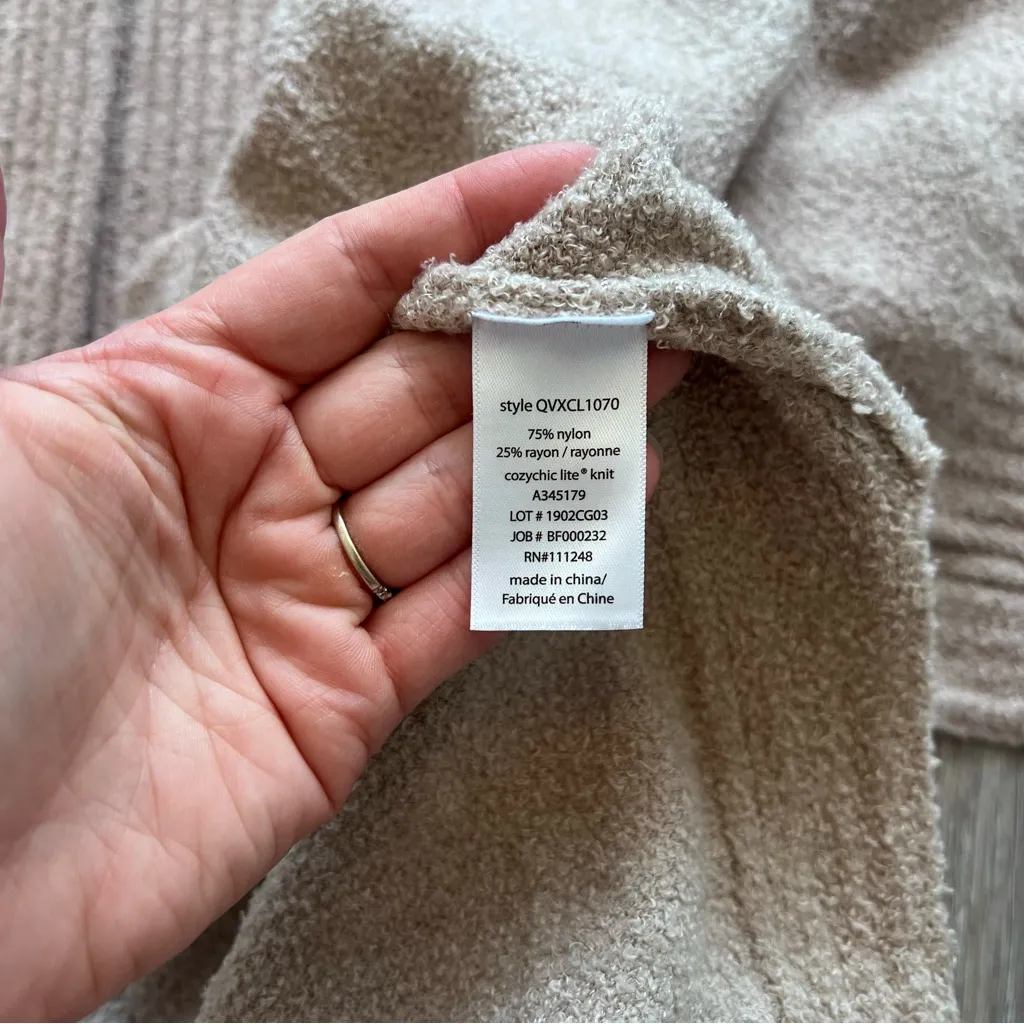 style QVXCL1070
75% nylon
25% rayon / rayonne
cozychic lite® knit
A345179
LOT # 1902CG03
JOB # BF000232
RN#111248
made in china/
Fabriqué en Chine